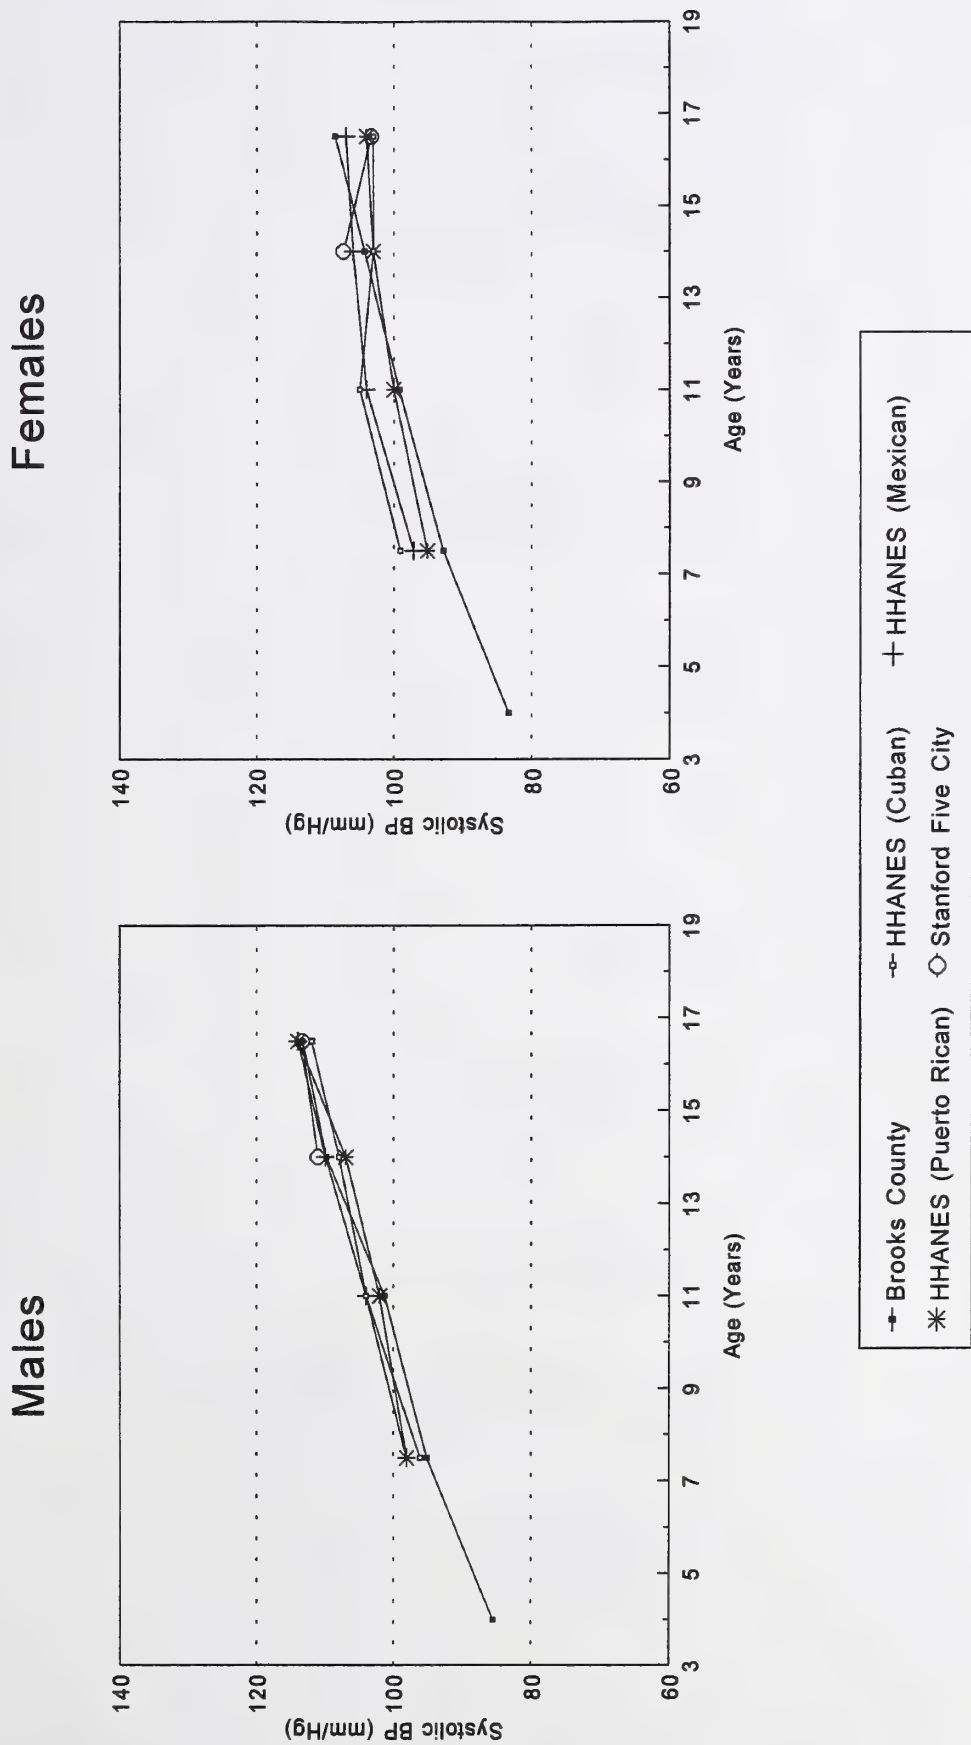 Males
140
120
100
80
60
Systolic BP (mm/Hg)
3 5 7 9 11 13 15 17 19
Age (Years)
Females
140
120
100
80
60
Systolic BP (mm/Hg)
3 5 7 9 11 13 15 17 19
Age (Years)
Brooks County HHANES (Cuban) HHANES (Mexican)
HHANES (Puerto Rican) Stanford Five City